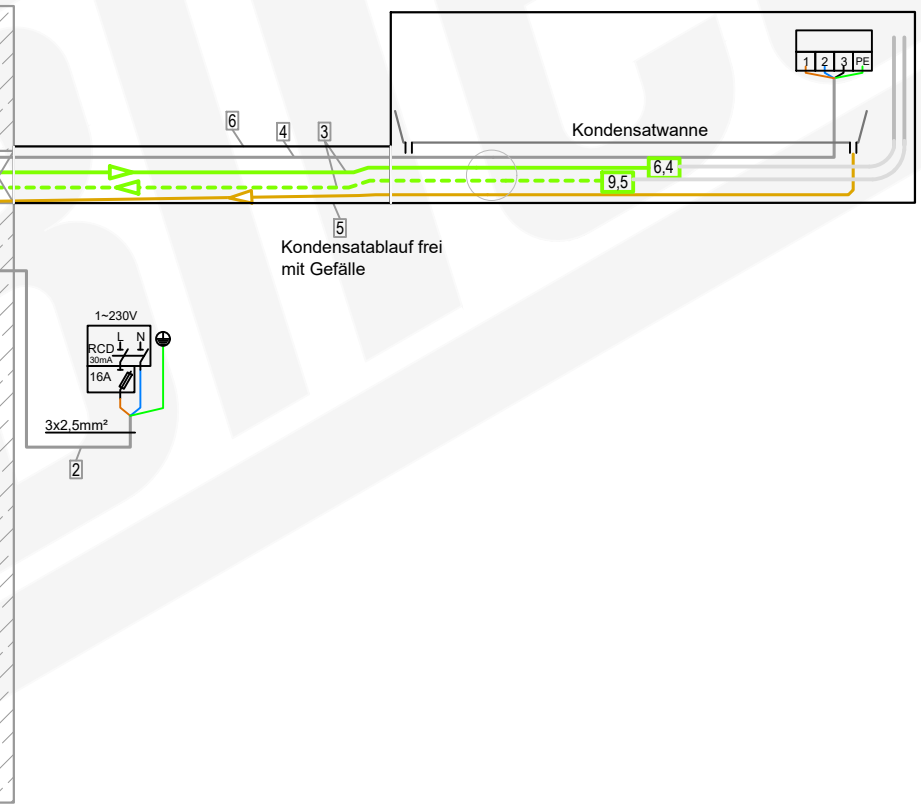 1 2 3 PE
Kondensatwanne
6 4 3
6,4
9,5
5
Kondensatablauf frei
mit Gefälle
1~230V
L N
RCD
30mA
16A
3x2,5mm²
2